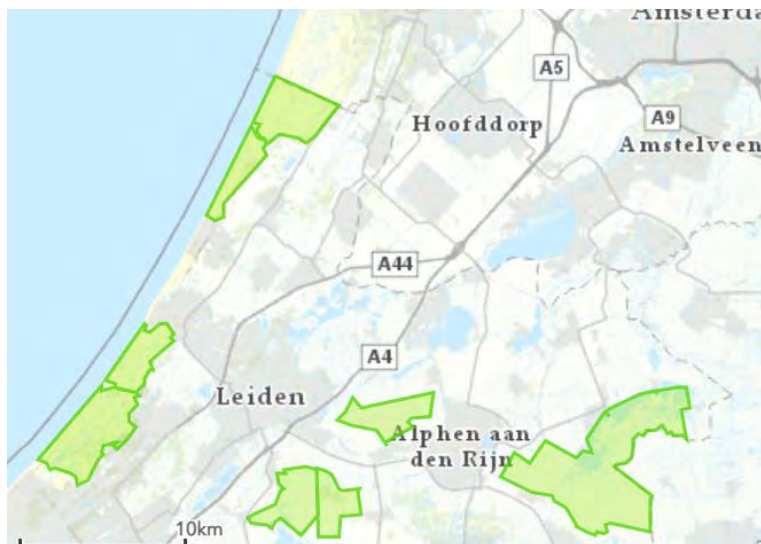 Amsterda
A5
Hoofddorp
A9
Amstelveen
A44
A4
Leiden
Alphen aan
den Rijn
10km